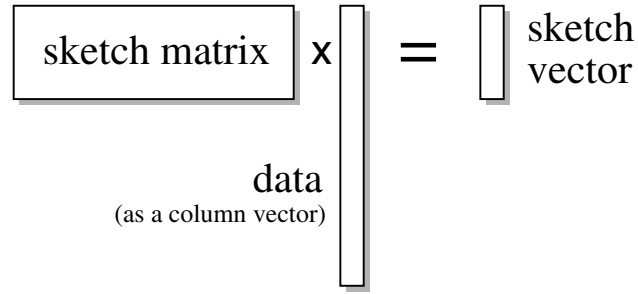 sketch matrix x = sketch
vector
data
(as a column vector)